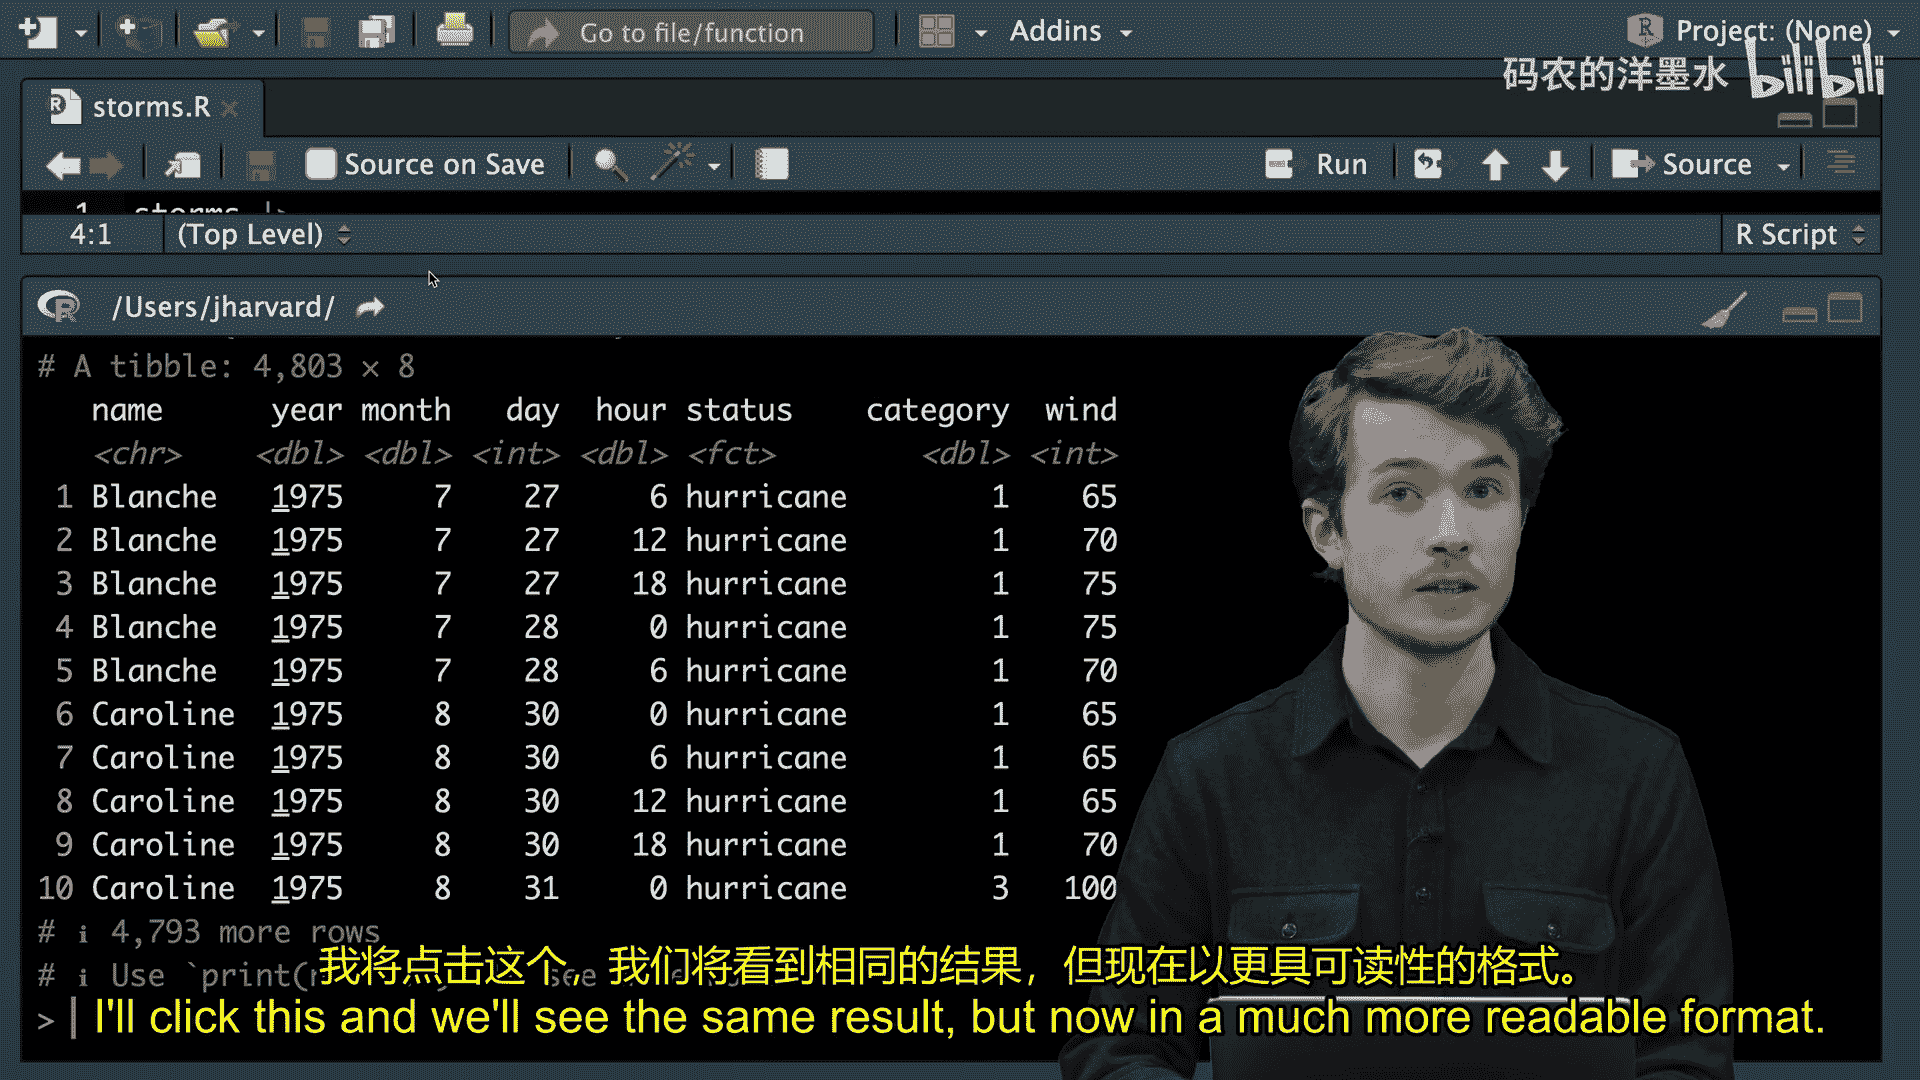 Go to file/function
Addins
Project: (None)
码农的洋墨水 bilibili
storms.R
Source on Save
Run
Source
1 storms |>
4:1 (Top Level)
R Script
/Users/jharvard/
# A tibble: 4,803 × 8
name year month day hour status category wind
<chr> <dbl> <dbl> <int> <dbl> <fct> <dbl> <int>
1 Blanche 1975 7 27 6 hurricane 1 65
2 Blanche 1975 7 27 12 hurricane 1 70
3 Blanche 1975 7 27 18 hurricane 1 75
4 Blanche 1975 7 28 0 hurricane 1 75
5 Blanche 1975 7 28 6 hurricane 1 70
6 Caroline 1975 8 30 0 hurricane 1 65
7 Caroline 1975 8 30 6 hurricane 1 65
8 Caroline 1975 8 30 12 hurricane 1 65
9 Caroline 1975 8 30 18 hurricane 1 70
10 Caroline 1975 8 31 0 hurricane 3 100
# ℹ 4,793 more rows
# ℹ Use `print(
我将点击这个，我们将看到相同的结果，但现在以更具可读性的格式。
>
I'll click this and we'll see the same result, but now in a much more readable format.